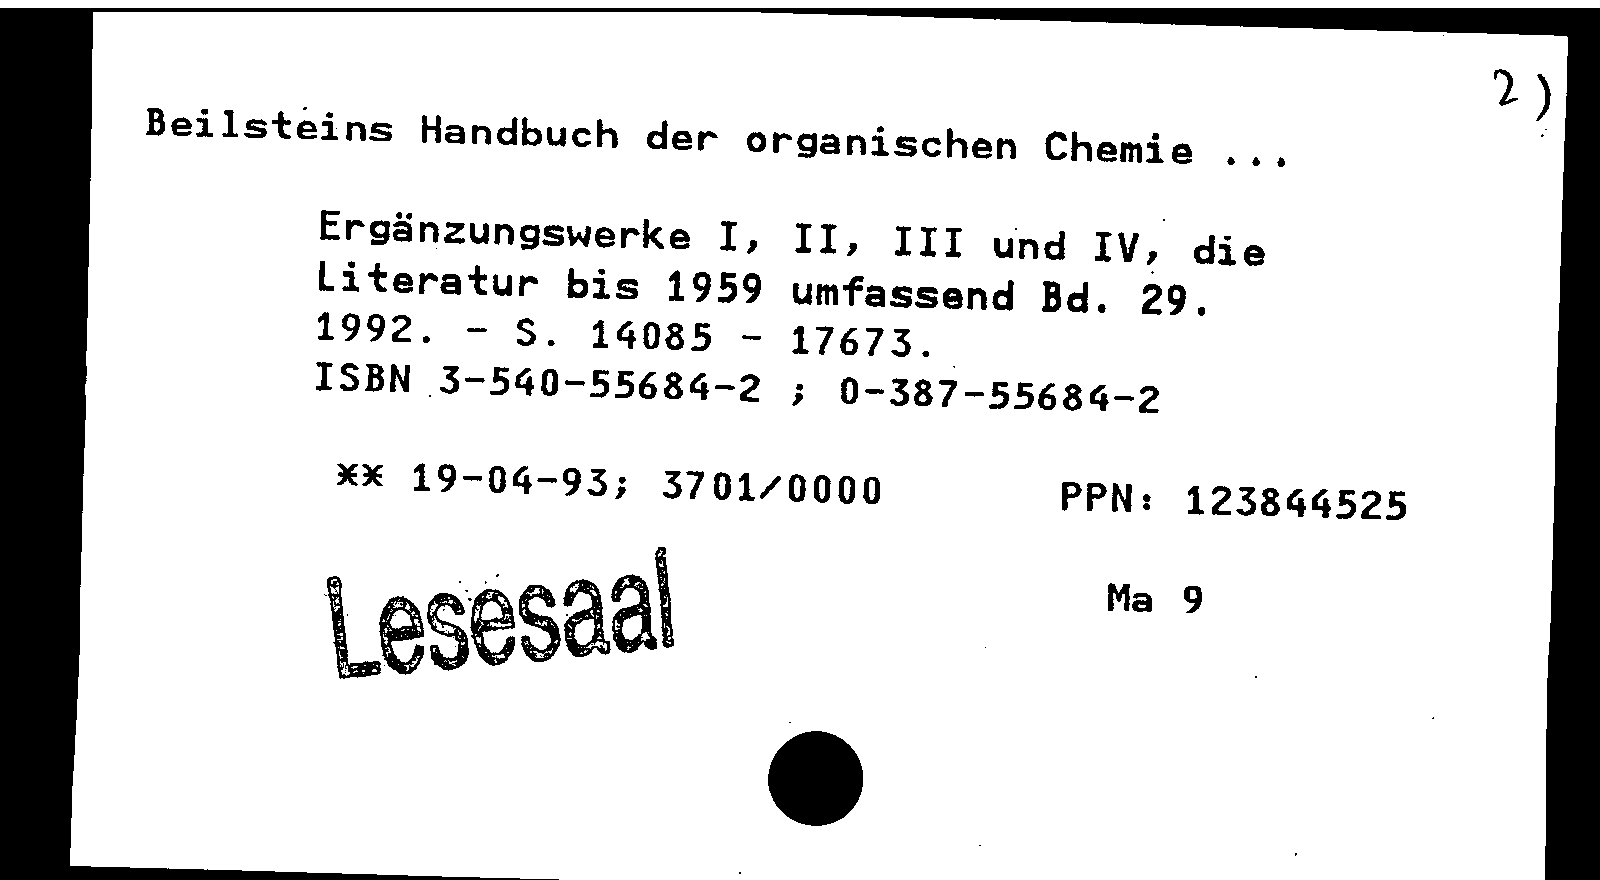 2)
Beilsteins Handbuch der organischen Chemie ...
Ergänzungswerke I, II, III und IV, die
Literatur bis 1959 umfassend Bd. 29.
1992. - S. 14085 - 17673.
ISBN 3-540-55684-2 ; 0-387-55684-2
** 19-04-93; 3701/0000 PPN: 123844525
Lesesaal
Ma 9